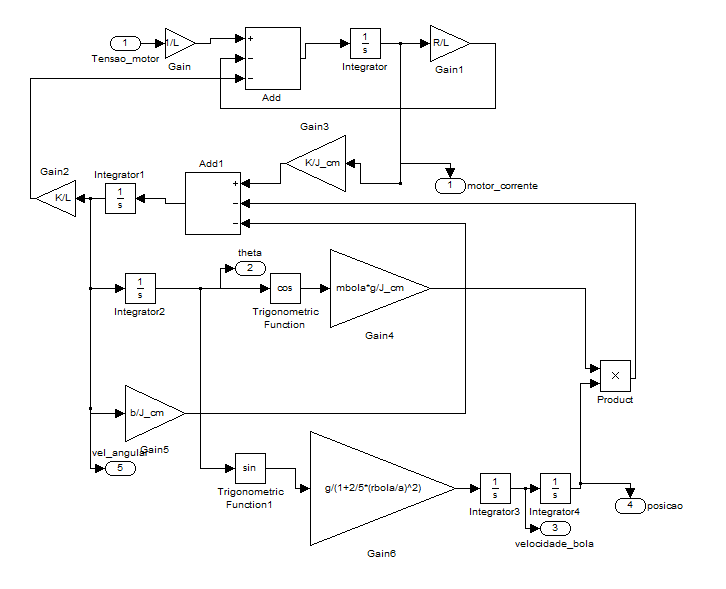 1
Tensao_motor
1/L
Gain
+
−
−
Add
1
s
Integrator
R/L
Gain1
Gain3
K/J_cm
1
motor_corrente
Gain2
K/L
Integrator1
1
s
Add1
+
−
−
theta
2
1
s
Integrator2
cos
Trigonometric
Function
mbola*g/J_cm
Gain4
×
Product
b/J_cm
Gain5
vel_angular
5
sin
Trigonometric
Function1
g/(1+2/5*(rbola/a)^2)
Gain6
1
s
Integrator3
1
s
Integrator4
3
velocidade_bola
4
posicao